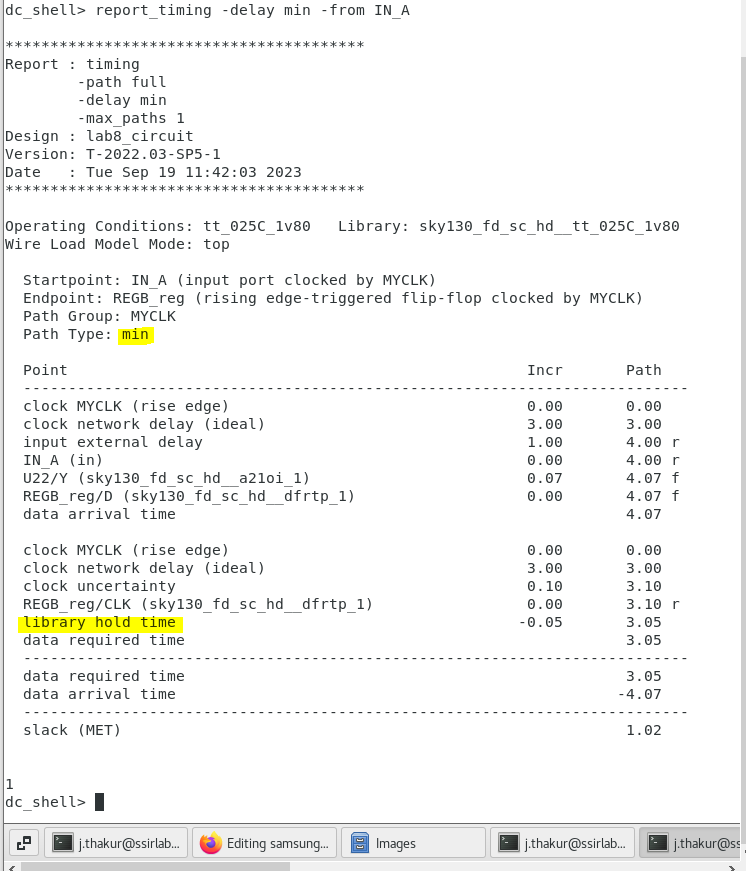 dc_shell> report_timing -delay min -from IN_A
****************************************
Report : timing
        -path full
        -delay min
        -max_paths 1
Design : lab8_circuit
Version: T-2022.03-SP5-1
Date   : Tue Sep 19 11:42:03 2023
****************************************
Operating Conditions: tt_025C_1v80   Library: sky130_fd_sc_hd__tt_025C_1v80
Wire Load Model Mode: top
  Startpoint: IN_A (input port clocked by MYCLK)
  Endpoint: REGB_reg (rising edge-triggered flip-flop clocked by MYCLK)
  Path Group: MYCLK
  Path Type: min
  Point                                                   Incr       Path
  --------------------------------------------------------------------------
  clock MYCLK (rise edge)                                 0.00       0.00
  clock network delay (ideal)                             3.00       3.00
  input external delay                                    1.00       4.00 r
  IN_A (in)                                               0.00       4.00 r
  U22/Y (sky130_fd_sc_hd__a21oi_1)                        0.07       4.07 f
  REGB_reg/D (sky130_fd_sc_hd__dfrtp_1)                   0.00       4.07 f
  data arrival time                                                  4.07
  clock MYCLK (rise edge)                                 0.00       0.00
  clock network delay (ideal)                             3.00       3.00
  clock uncertainty                                       0.10       3.10
  REGB_reg/CLK (sky130_fd_sc_hd__dfrtp_1)                 0.00       3.10 r
  library hold time                                      -0.05       3.05
  data required time                                                 3.05
  --------------------------------------------------------------------------
  data required time                                                 3.05
  data arrival time                                                 -4.07
  --------------------------------------------------------------------------
  slack (MET)                                                        1.02
1
dc_shell>
j.thakur@ssirlab... Editing samsung... Images j.thakur@ssirlab... j.thakur@ss